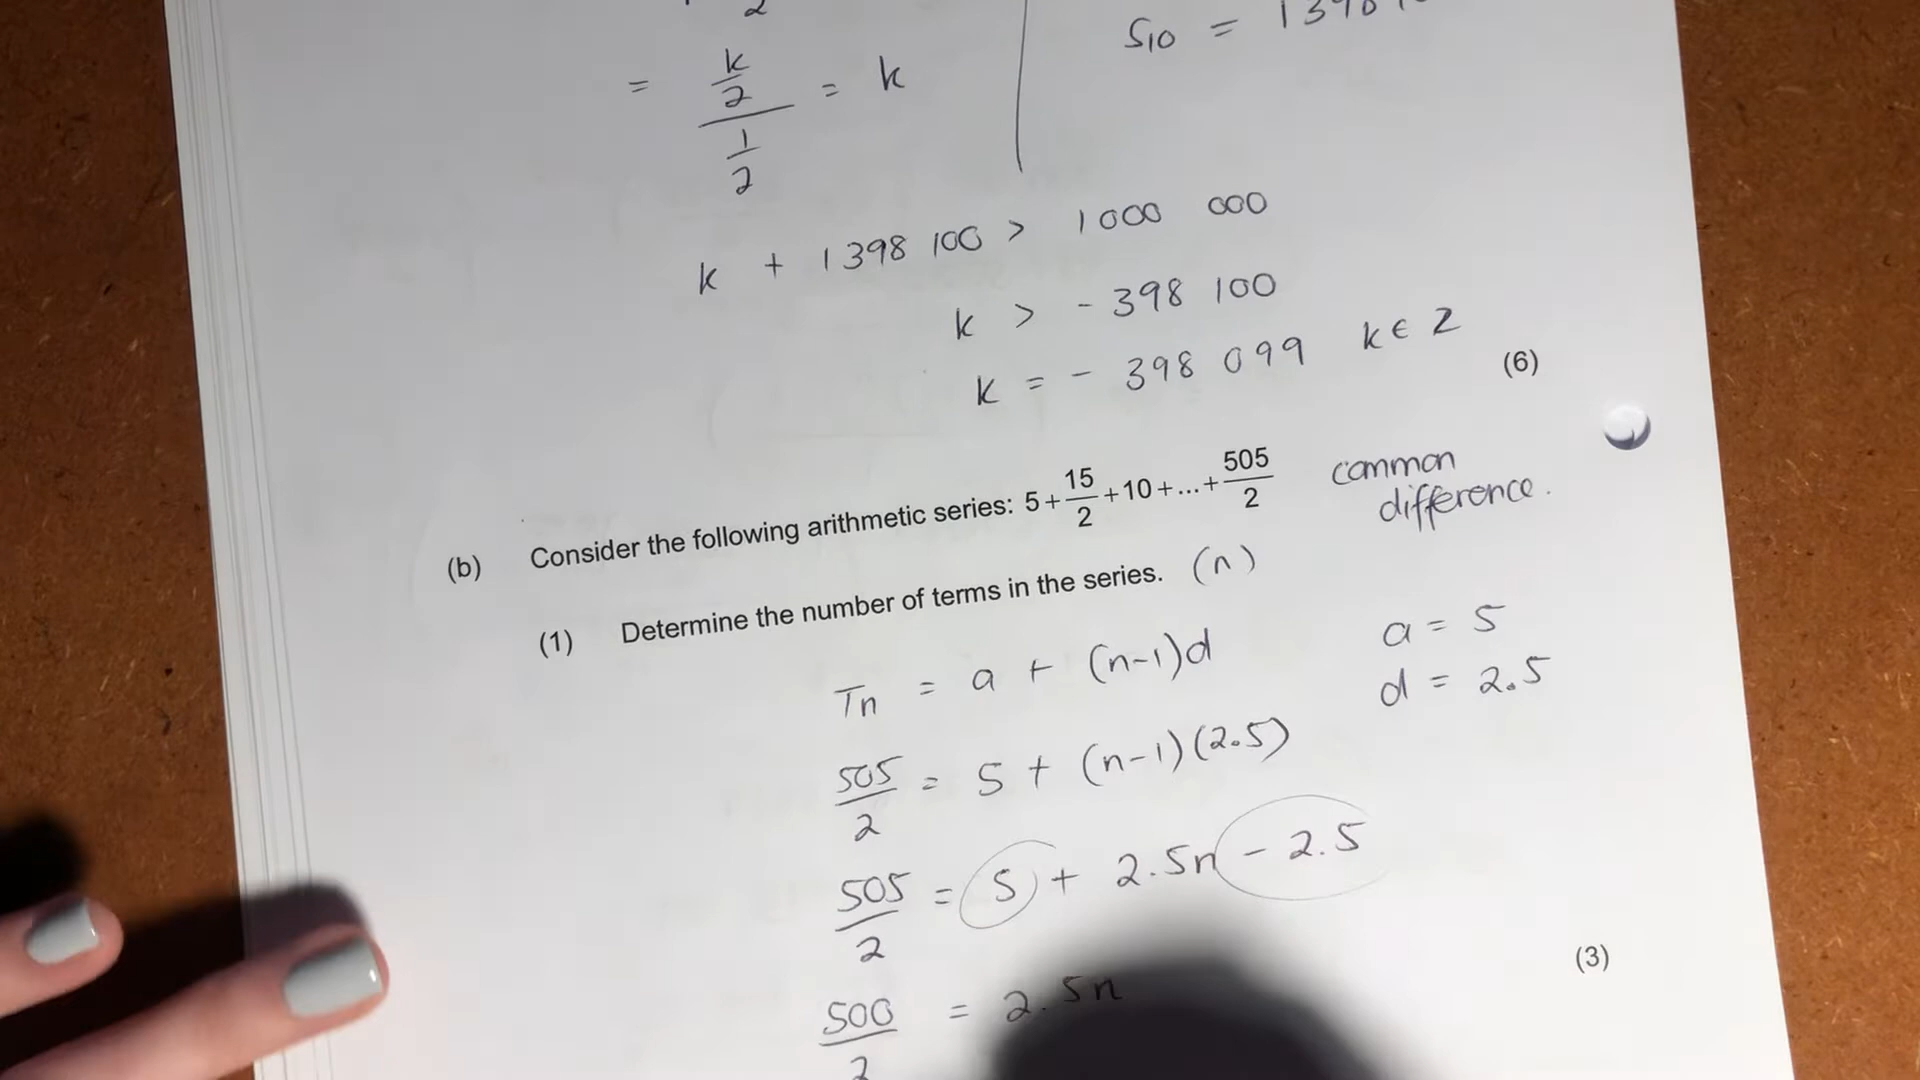 2
S10 = 1398
= k/2 / 1/2 = k
k + 1398 100 > 1000 000
k > - 398 100
k = - 398 099 k ∈ Z
(6)
(b) Consider the following arithmetic series: 5 + 15/2 + 10 + ... + 505/2 common difference.
(1) Determine the number of terms in the series. (n)
Tn = a + (n-1)d a = 5
d = 2.5
505/2 = 5 + (n-1)(2.5)
505/2 = 5 + 2.5n - 2.5
(3)
500/2 = 2.5n